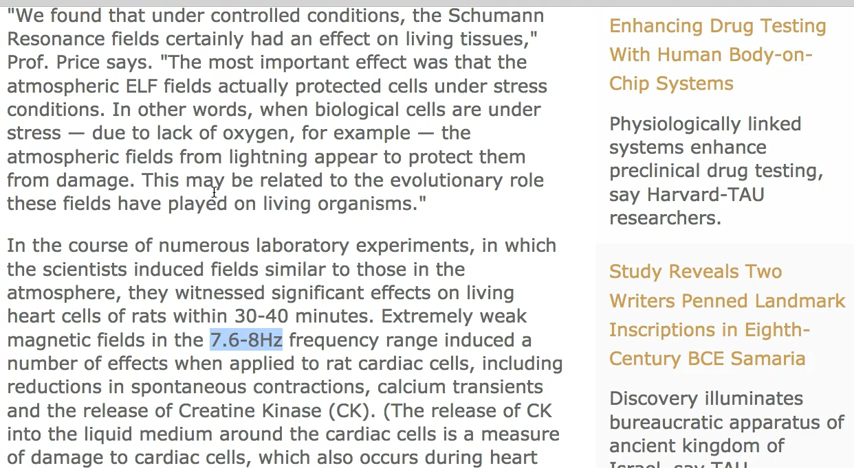 "We found that under controlled conditions, the Schumann
Resonance fields certainly had an effect on living tissues,"
Prof. Price says. "The most important effect was that the
atmospheric ELF fields actually protected cells under stress
conditions. In other words, when biological cells are under
stress — due to lack of oxygen, for example — the
atmospheric fields from lightning appear to protect them
from damage. This may be related to the evolutionary role
these fields have played on living organisms."
In the course of numerous laboratory experiments, in which
the scientists induced fields similar to those in the
atmosphere, they witnessed significant effects on living
heart cells of rats within 30-40 minutes. Extremely weak
magnetic fields in the 7.6-8Hz frequency range induced a
number of effects when applied to rat cardiac cells, including
reductions in spontaneous contractions, calcium transients
and the release of Creatine Kinase (CK). (The release of CK
into the liquid medium around the cardiac cells is a measure
of damage to cardiac cells, which also occurs during heart
Enhancing Drug Testing
With Human Body-on-
Chip Systems
Physiologically linked
systems enhance
preclinical drug testing,
say Harvard-TAU
researchers.
Study Reveals Two
Writers Penned Landmark
Inscriptions in Eighth-
Century BCE Samaria
Discovery illuminates
bureaucratic apparatus of
ancient kingdom of
Israel, say TAU